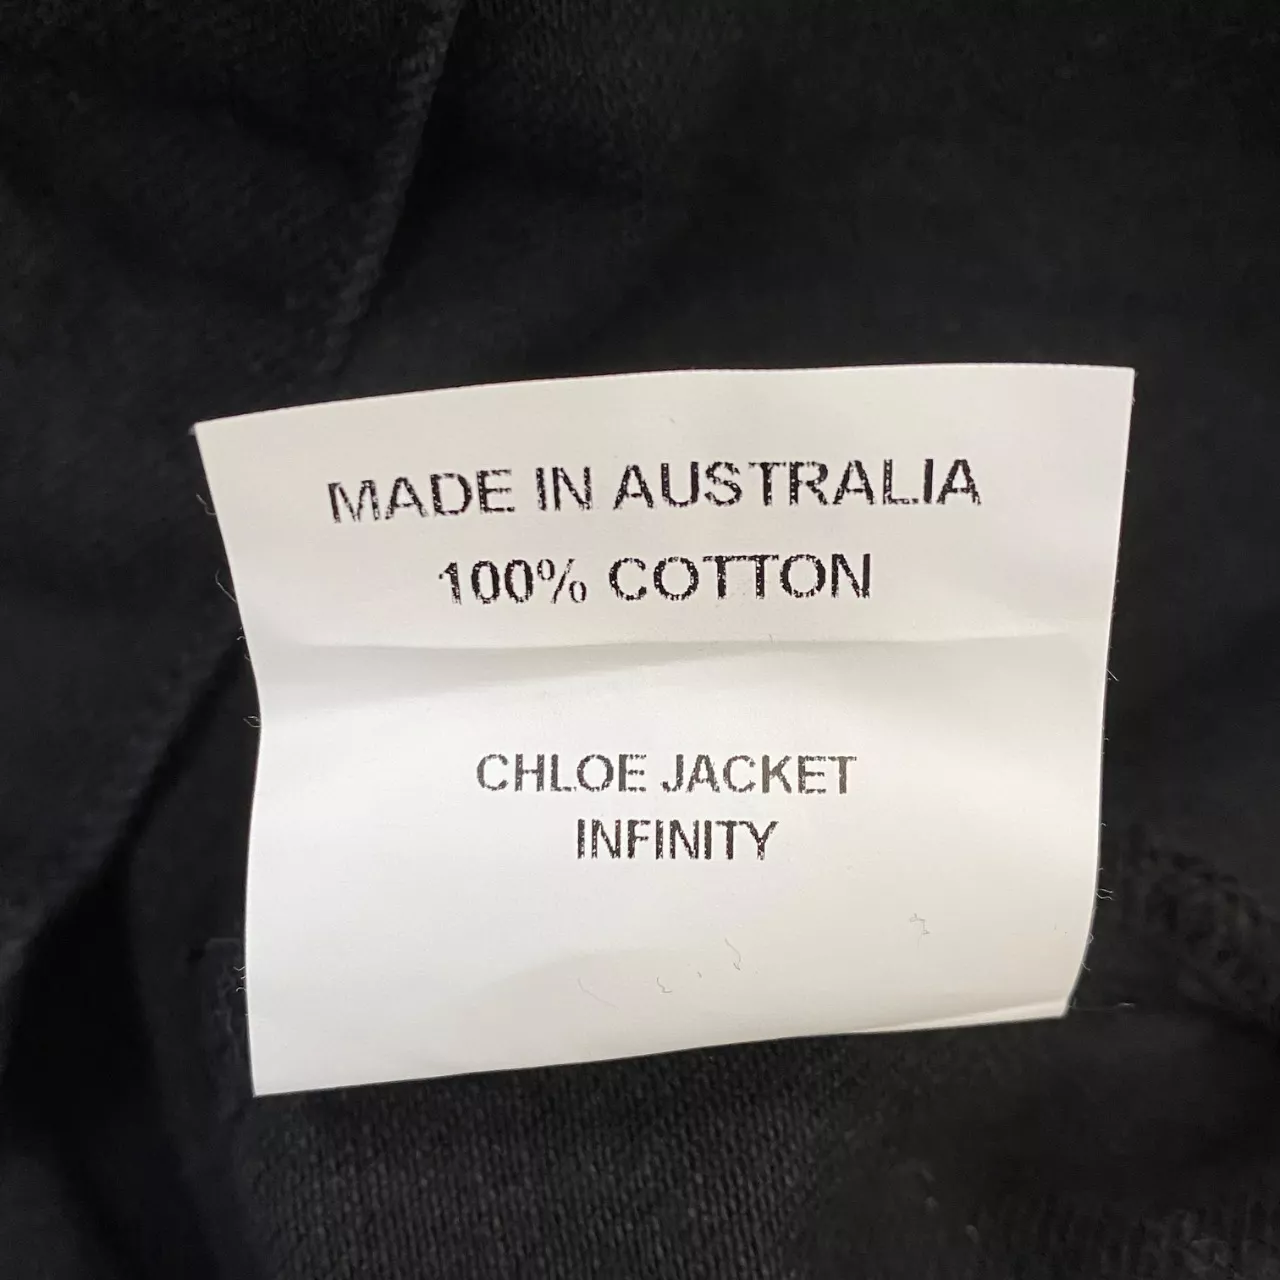 MADE IN AUSTRALIA
100% COTTON
CHLOE JACKET
INFINITY